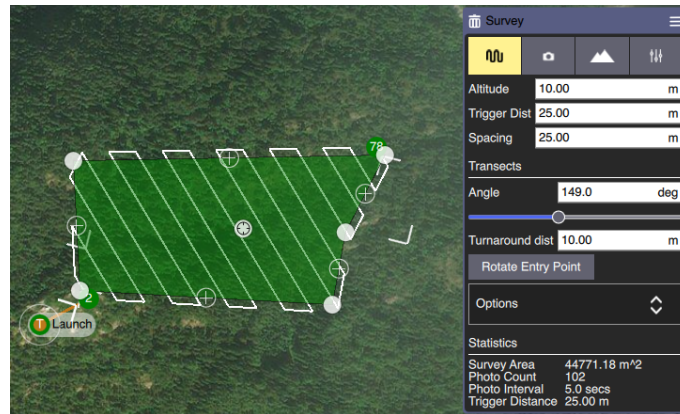 Survey
Altitude 10.00 m
Trigger Dist 25.00 m
Spacing 25.00 m
Transects
Angle 149.0 deg
Turnaround dist 10.00 m
Rotate Entry Point
Options
Statistics
Survey Area 44771.18 m^2
Photo Count 102
Photo Interval 5.0 secs
Trigger Distance 25.00 m
78
2
T Launch